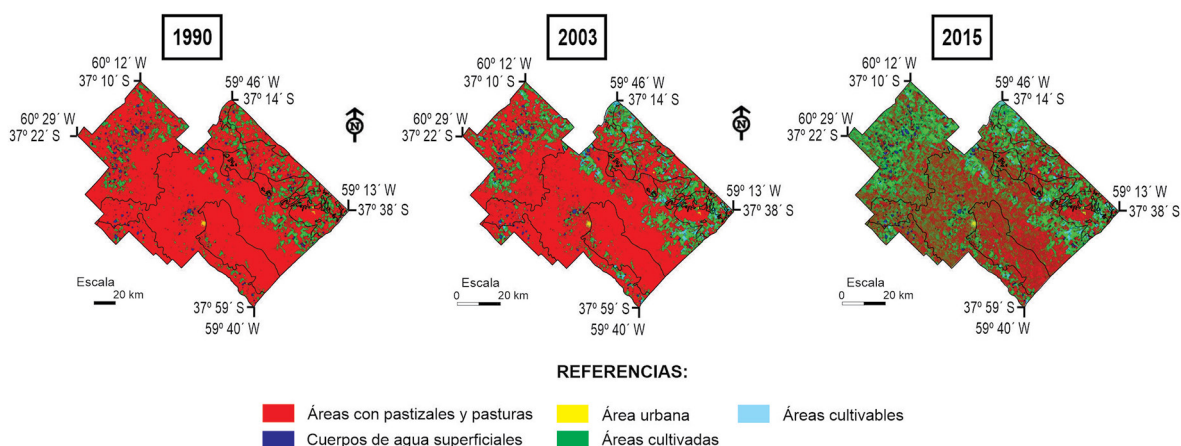 1990
60º 12´ W
37º 10´ S
59º 46´ W
37º 14´ S
60º 29´ W
37º 22´ S
N
59º 13´ W
37º 38´ S
Escala
20 km
37º 59´ S
59º 40´ W
2003
60º 12´ W
37º 10´ S
59º 46´ W
37º 14´ S
60º 29´ W
37º 22´ S
N
59º 13´ W
37º 38´ S
Escala
0 20 km
37º 59´ S
59º 40´ W
2015
60º 12´ W
37º 10´ S
59º 46´ W
37º 14´ S
60º 29´ W
37º 22´ S
59º 13´ W
37º 38´ S
Escala
0 20 km
37º 59´ S
59º 40´ W
REFERENCIAS:
Áreas con pastizales y pasturas
Área urbana
Áreas cultivables
Cuerpos de agua superficiales
Áreas cultivadas